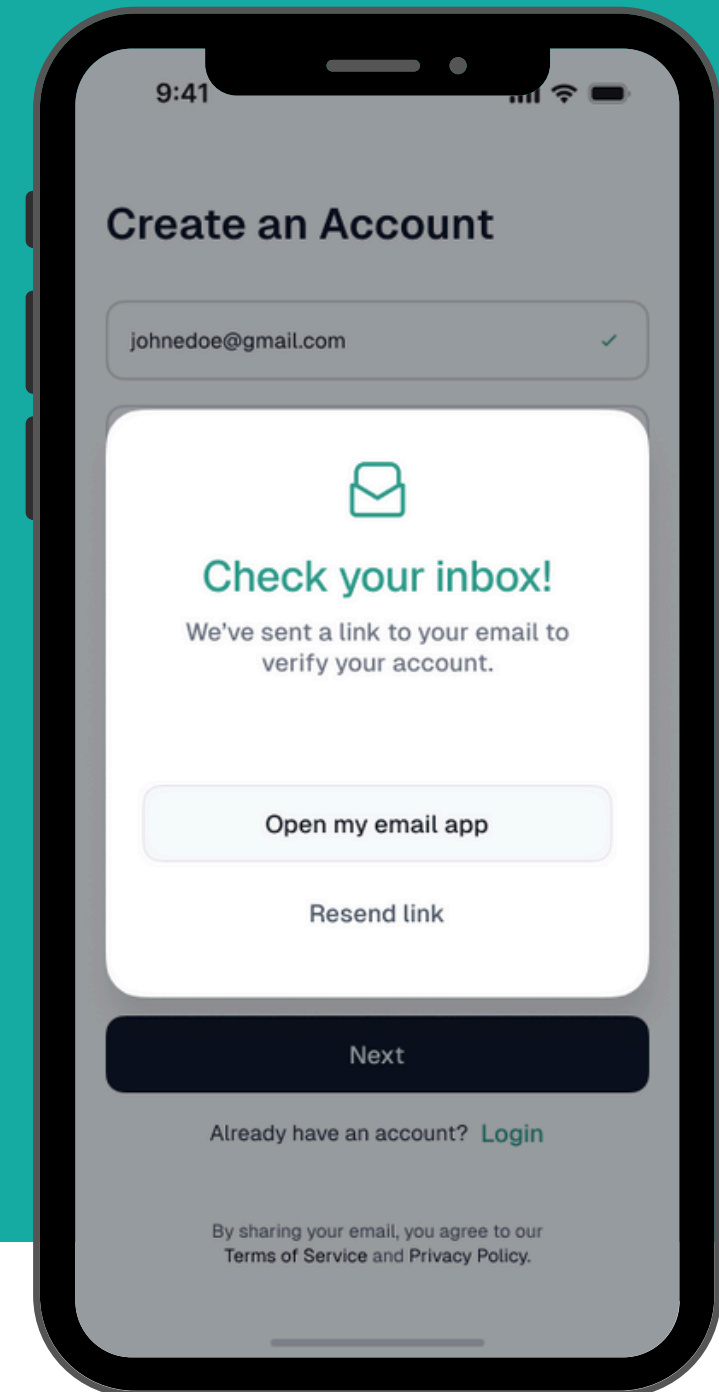 9:41
Create an Account
johnedoe@gmail.com
Check your inbox!
We’ve sent a link to your email to
verify your account.
Open my email app
Resend link
Next
Already have an account? Login
By sharing your email, you agree to our
Terms of Service and Privacy Policy.